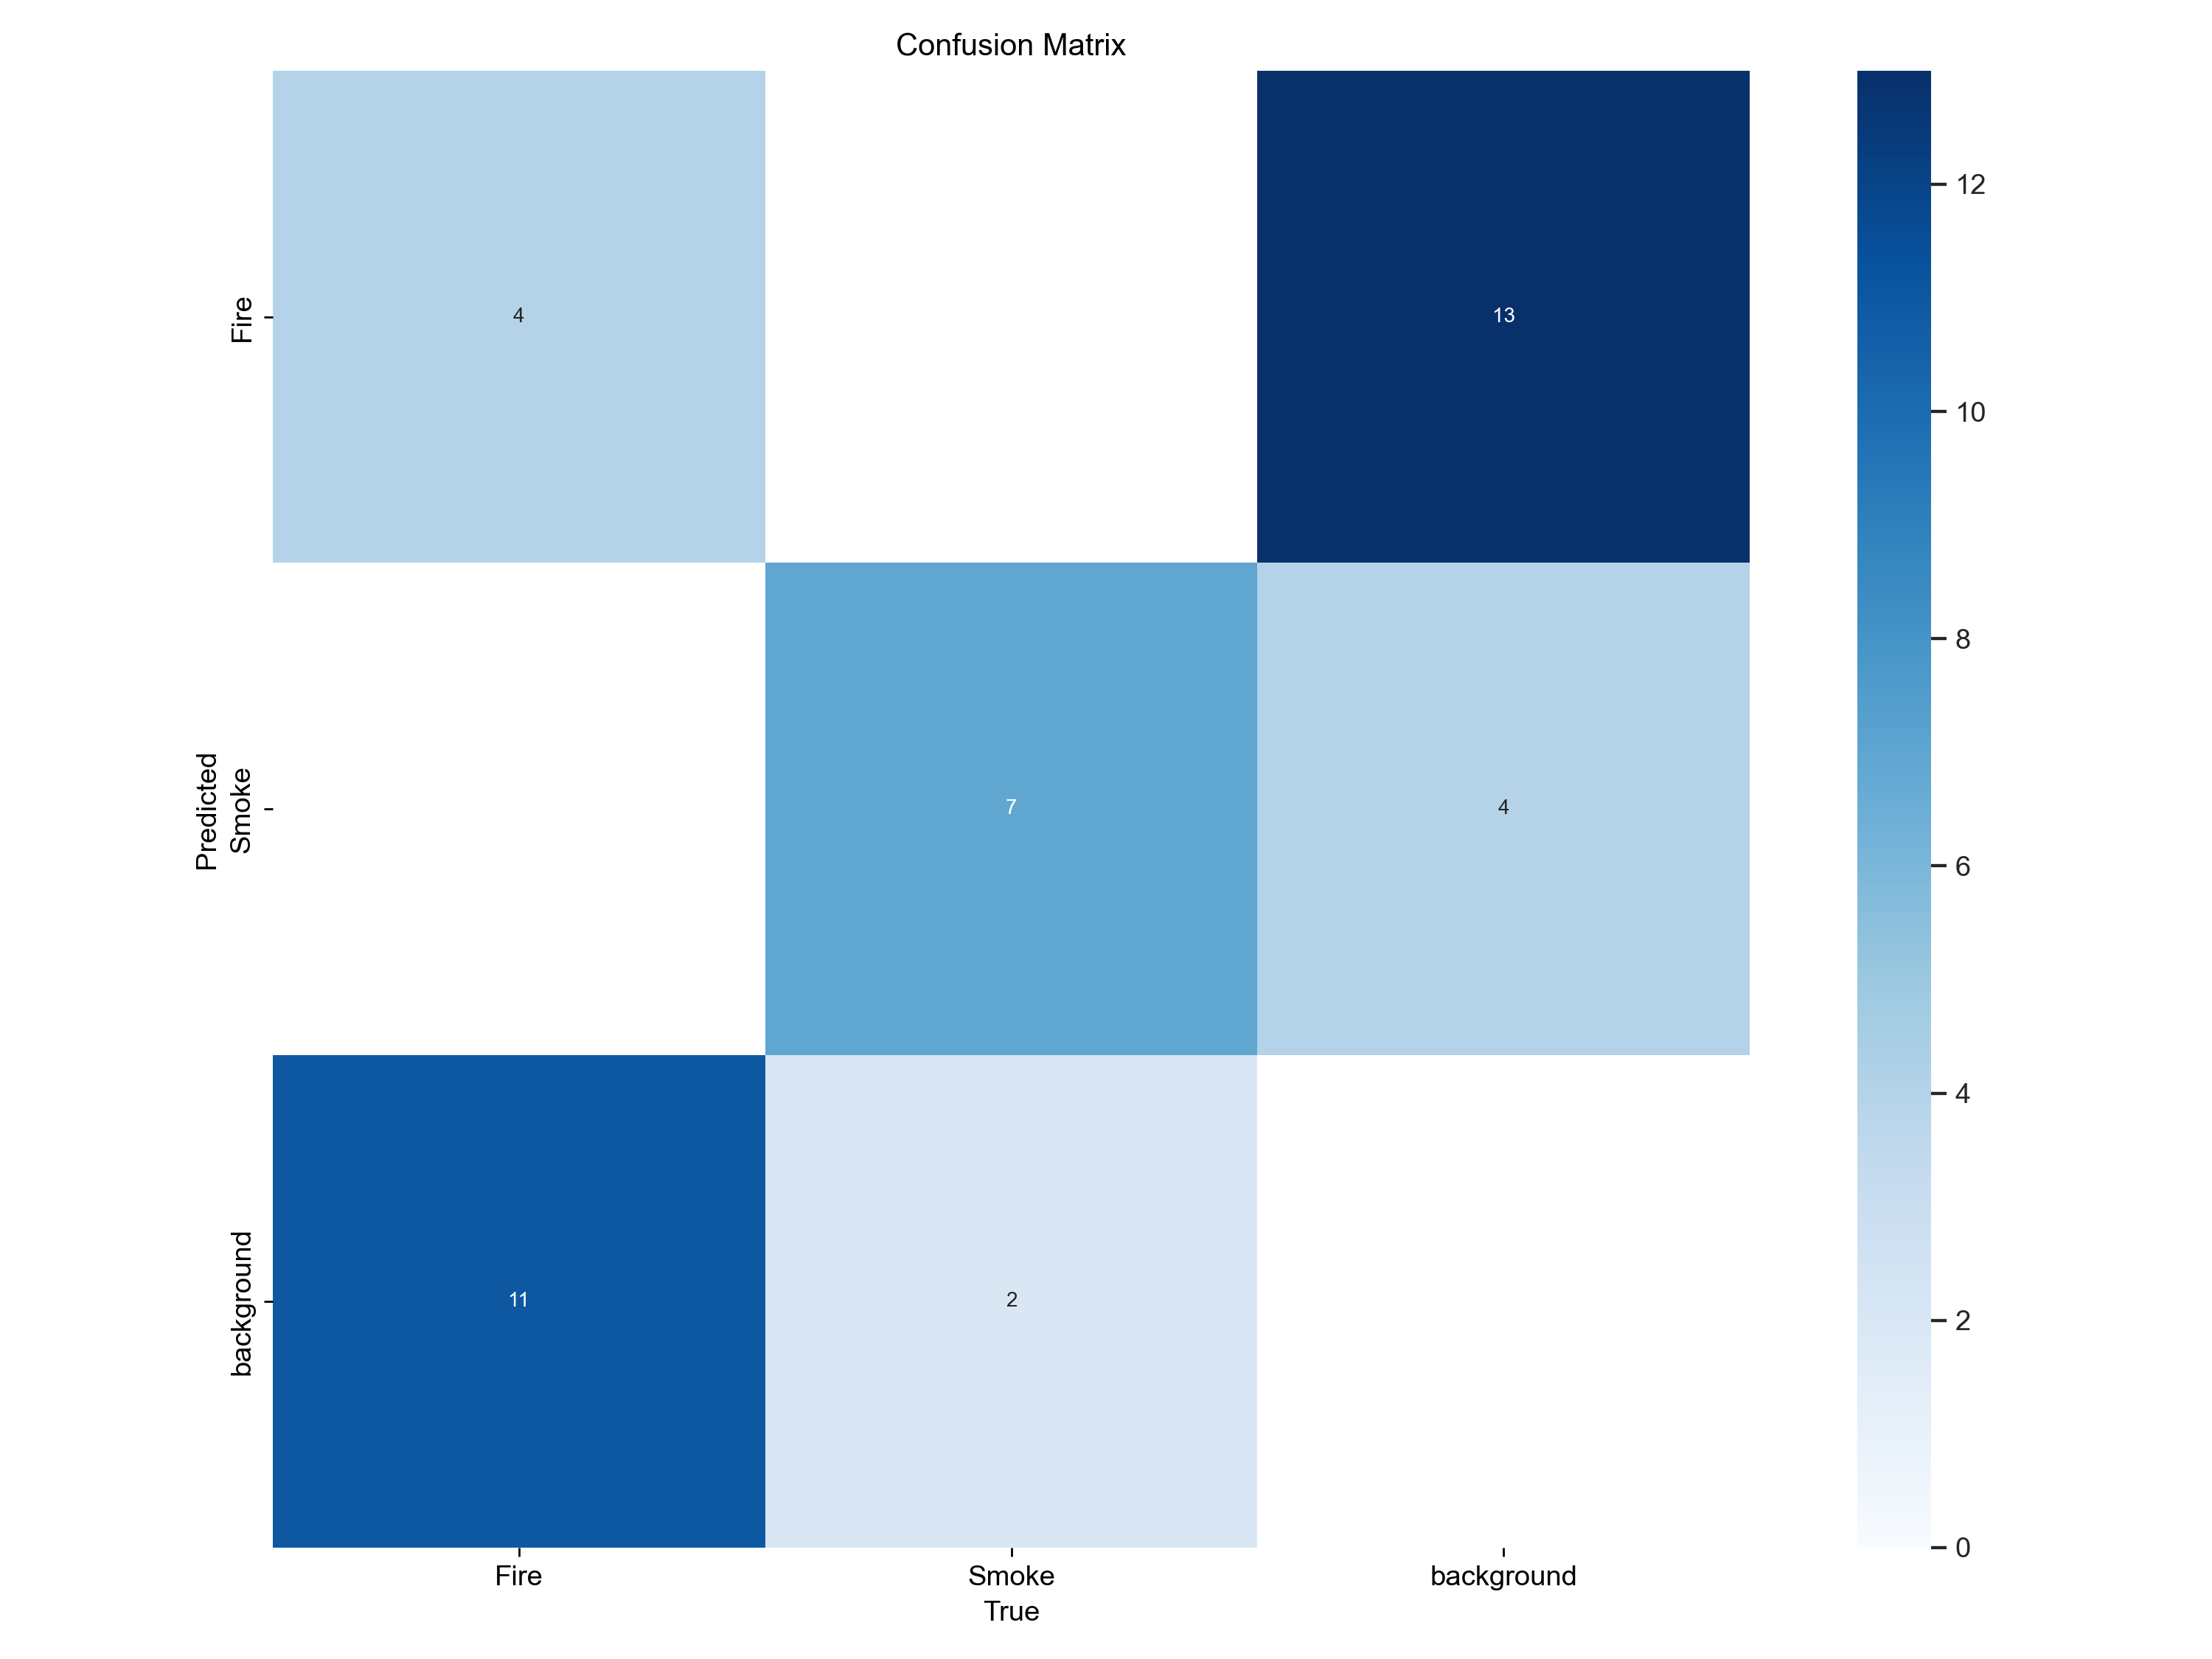 Confusion Matrix
Fire
4
13
12
10
8
Predicted
Smoke
7
4
6
4
background
11
2
2
0
Fire
Smoke
background
True